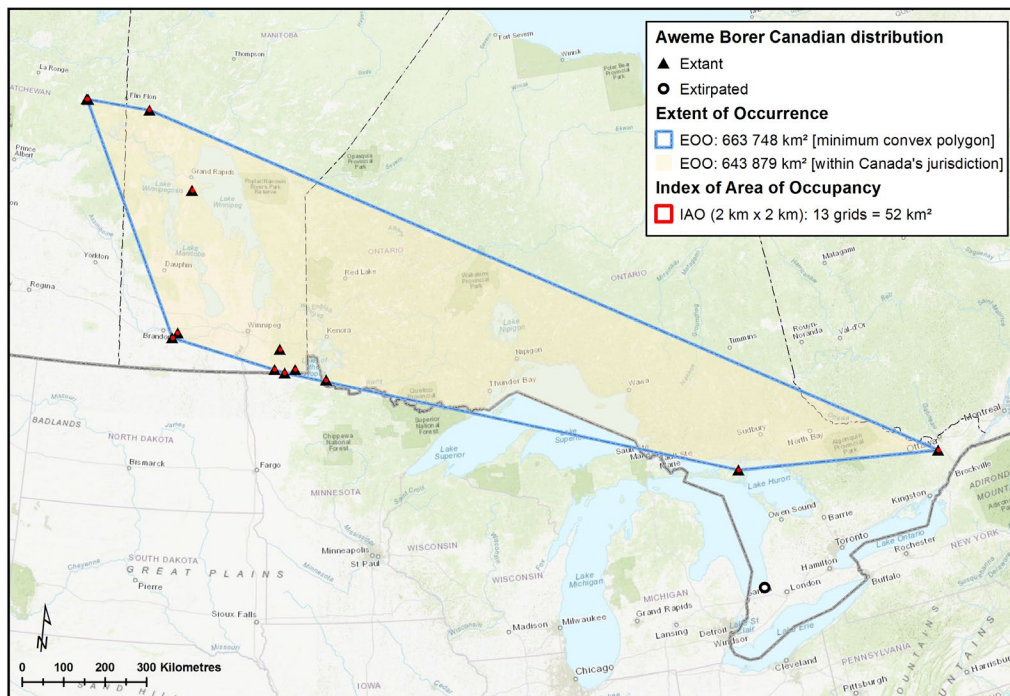 Aweme Borer Canadian distribution
Extant
Extirpated
Extent of Occurrence
EOO: 663 748 km² [minimum convex polygon]
EOO: 643 879 km² [within Canada's jurisdiction]
Index of Area of Occupancy
IAO (2 km x 2 km): 13 grids = 52 km²
MANITOBA
Thompson
Fort Severn
Winisk
Polar Bear Provincial Park
La Ronge
Flin Flon
Prince Albert
Grand Rapids
Lake Winnipeg
Lake Manitoba
Dauphin
Yorkton
Regina
Brandon
Winnipeg
Kenora
Red Lake
ONTARIO
ONTARIO
Wabakimi Provincial Park
Lake Nipigon
Nipigon
Thunder Bay
Wawa
Timmins
Matagami
Rouyn-Noranda
Val-d'Or
Sudbury
North Bay
Algonquin Provincial Park
Ottawa
Montreal
Brockville
Kingston
Lake Huron
Owen Sound
Barrie
Toronto
Lake Ontario
Hamilton
Rochester
NEW YORK
London
Buffalo
BADLANDS
NORTH DAKOTA
Bismarck
Fargo
James
Chippewa National Forest
Superior National Forest
Lake Superior
MINNESOTA
Minneapolis
St. Paul
WISCONSIN
WISCONSIN
SOUTH DAKOTA
Cheyenne
Pierre
GREAT PLAINS
Sioux Falls
Missouri
Madison
Milwaukee
Lake Michigan
MICHIGAN
Grand Rapids
Lansing
Detroit
Windsor
Lake St Clair
Lake Erie
Cleveland
PENNSYLVANIA
Pittsburgh
Harrisburg
Chicago
IOWA
N
0 100 200 300 Kilometres